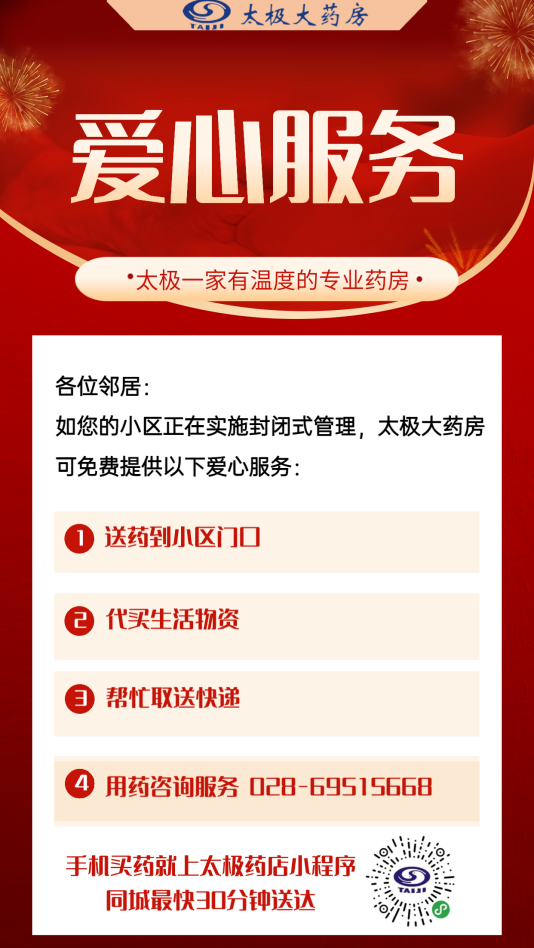 TAIJI 太极大药房
爱心服务
•太极一家有温度的专业药房•
各位邻居：
如您的小区正在实施封闭式管理，太极大药房
可免费提供以下爱心服务：
1 送药到小区门口
2 代买生活物资
3 帮忙取送快递
4 用药咨询服务 028-69515668
手机买药就上太极药店小程序
同城最快30分钟送达
TAIJI